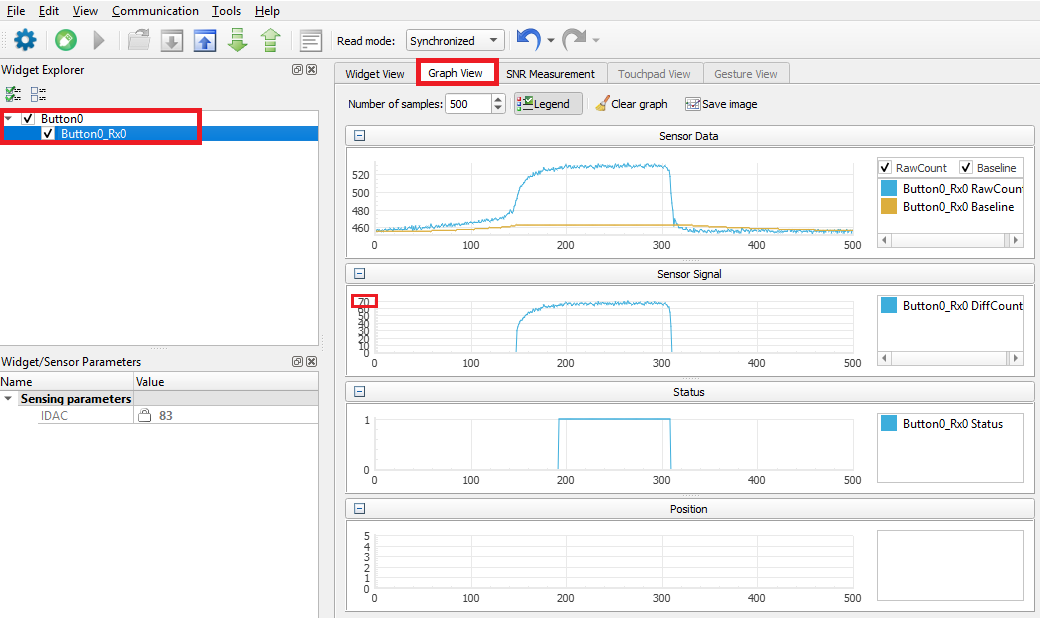 File Edit View Communication Tools Help
Read mode: Synchronized
Widget Explorer
Button0
Button0_Rx0
Widget/Sensor Parameters
Name Value
Sensing parameters
IDAC 83
Widget View Graph View SNR Measurement Touchpad View Gesture View
Number of samples: 500 Legend Clear graph Save image
Sensor Data
520
500
480
460
0 100 200 300 400 500
RawCount Baseline
Button0_Rx0 RawCoun
Button0_Rx0 Baseline
Sensor Signal
70
60
50
40
30
20
10
0
0 100 200 300 400 500
Button0_Rx0 DiffCount
Status
1
0
0 100 200 300 400 500
Button0_Rx0 Status
Position
5
4
3
2
1
0
0 100 200 300 400 500